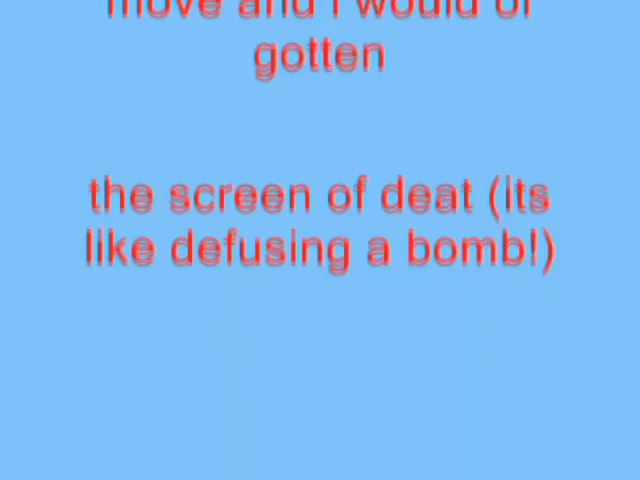 move and i would of
gotten
the screen of deat (its
like defusing a bomb!)